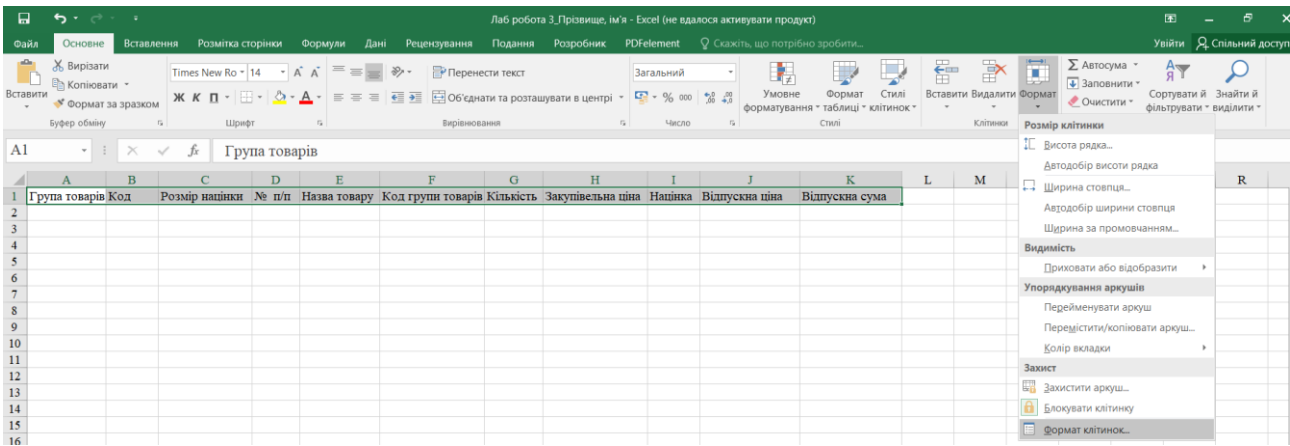 Лаб робота 3_Прізвище, ім'я - Excel (не вдалося активувати продукт)
Файл Основне Вставлення Розмітка сторінки Формули Дані Рецензування Подання Розробник PDFelement Скажіть, що потрібно зробити... Увійти Спільний доступ
Вставити
Вирізати
Копіювати
Формат за зразком
Буфер обміну
Times New Ro 14
Ж К П
Шрифт
Перенести текст
Об'єднати та розташувати в центрі
Вирівнювання
Загальний
% 000
Число
Умовне форматування
Формат таблиці
Стилі клітинок
Стилі
Вставити Видалити Формат
Клітинки
Автосума
Заповнити
Очистити
Сортувати й фільтрувати
Знайти й виділити
A1 fx Група товарів
A B C D E F G H I J K L M R
1 Група товарів Код Розмір націнки № п/п Назва товару Код групи товарів Кількість Закупівельна ціна Націнка Відпускна ціна Відпускна сума
2
3
4
5
6
7
8
9
10
11
12
13
14
15
16
Розмір клітинки
Висота рядка...
Автодобір висоти рядка
Ширина стовпця...
Автодобір ширини стовпця
Ширина за промовчанням...
Видимість
Приховати або відобразити
Упорядкування аркушів
Перейменувати аркуш
Перемістити/копіювати аркуш...
Колір вкладки
Захист
Захистити аркуш...
Блокувати клітинку
Формат клітинок...